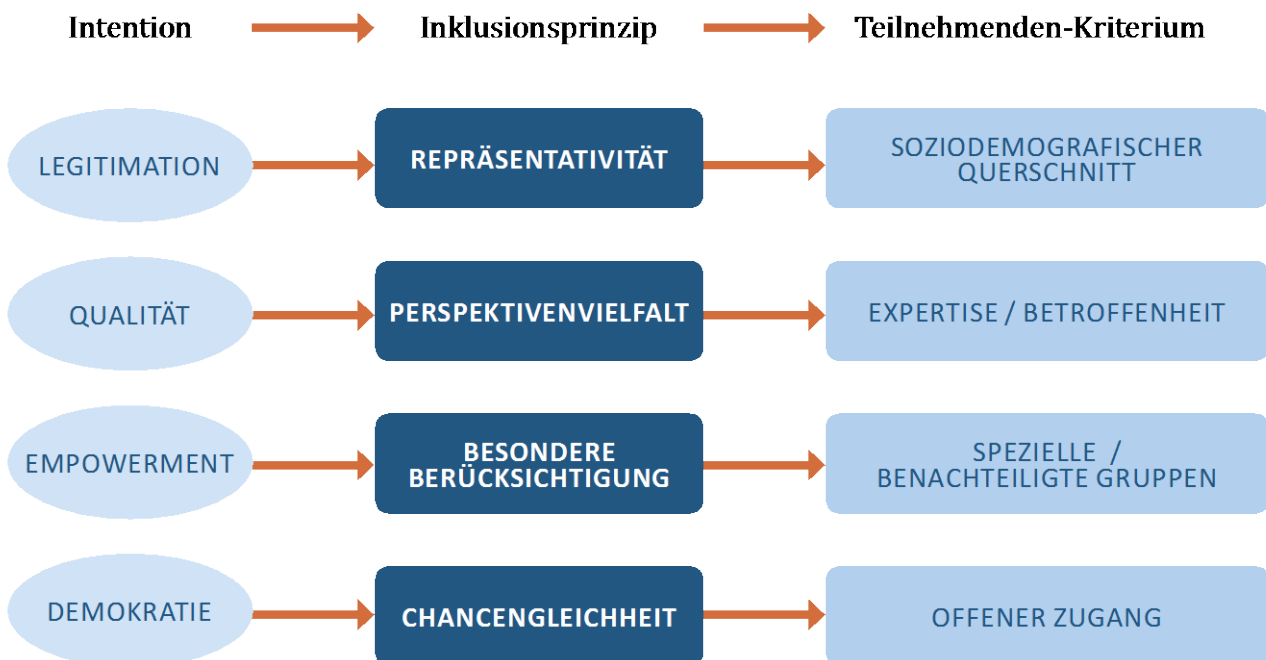 Intention Inklusionsprinzip Teilnehmenden-Kriterium
LEGITIMATION
REPRÄSENTATIVITÄT
SOZIODEMOGRAFISCHER
QUERSCHNITT
QUALITÄT
PERSPEKTIVENVIELFALT
EXPERTISE / BETROFFENHEIT
EMPOWERMENT
BESONDERE
BERÜCKSICHTIGUNG
SPEZIELLE /
BENACHTEILIGTE GRUPPEN
DEMOKRATIE
CHANCENGLEICHHEIT
OFFENER ZUGANG